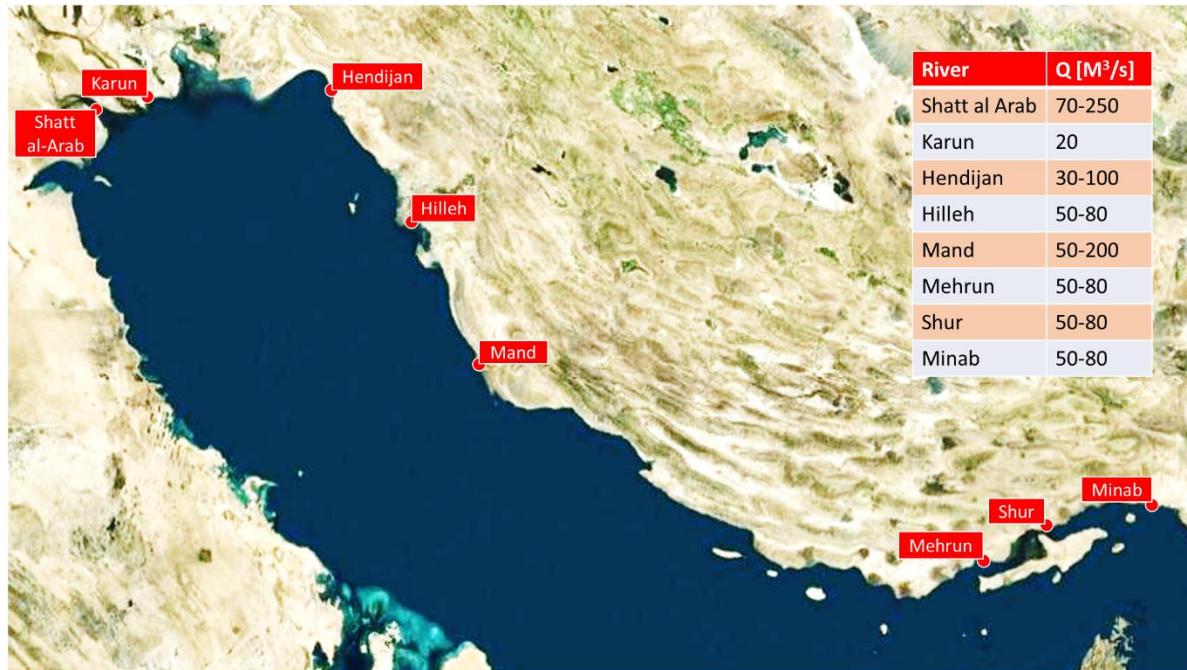 Karun
Hendijan
Shatt
al-Arab
Hilleh
Mand
Minab
Shur
Mehrun
River Q [M³/s]
Shatt al Arab 70-250
Karun 20
Hendijan 30-100
Hilleh 50-80
Mand 50-200
Mehrun 50-80
Shur 50-80
Minab 50-80